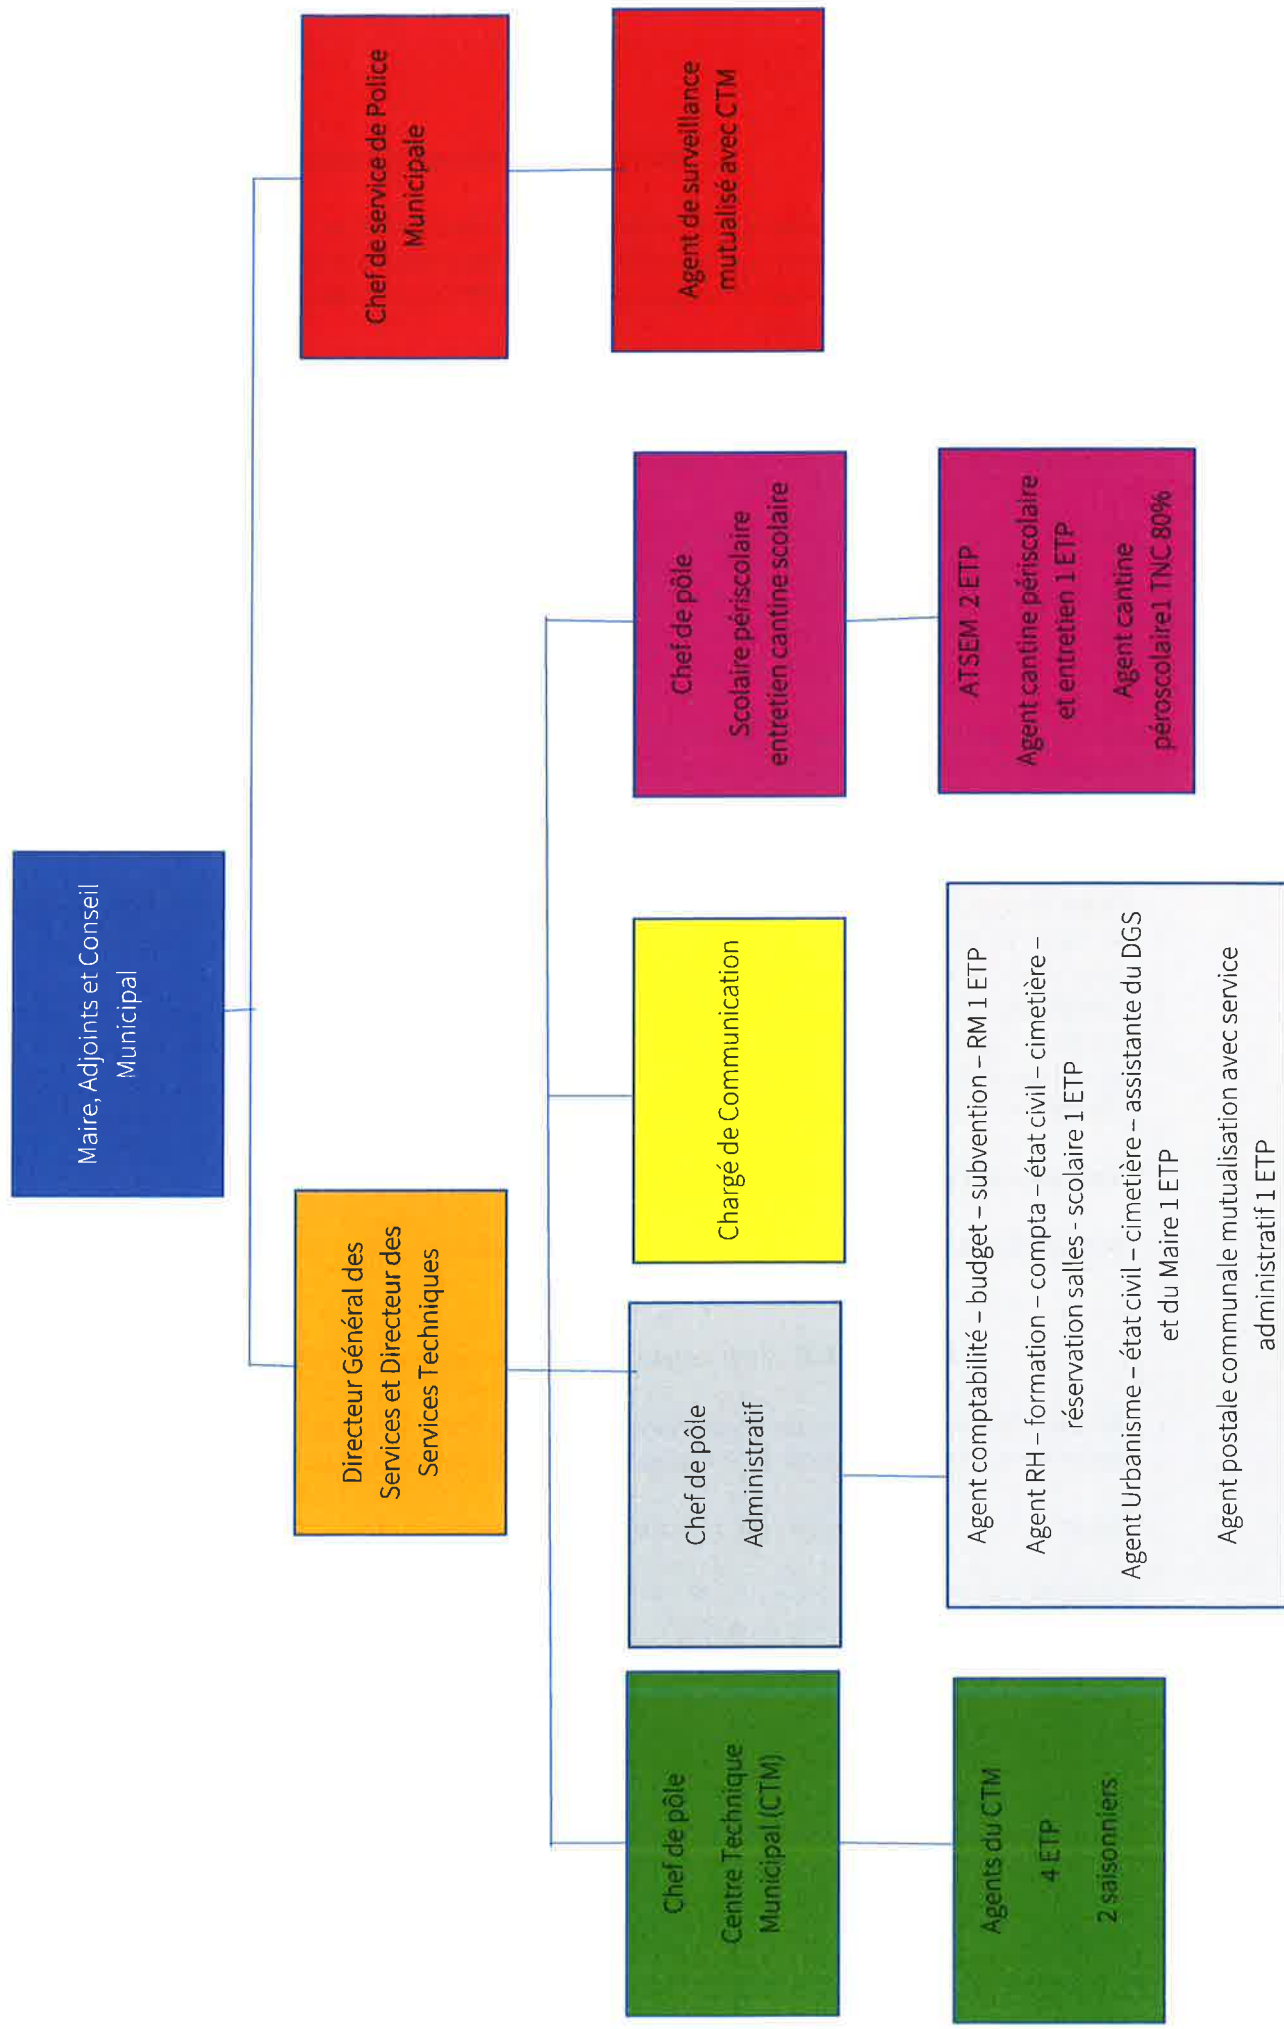 Maire, Adjoints et Conseil
Municipal
Directeur Général des
Services et Directeur des
Services Techniques
Chef de service de Police
Municipale
Agent de surveillance
mutualisé avec CTM
Chef de pôle
Centre Technique
Municipal (CTM)
Chef de pôle
Administratif
Chargé de Communication
Chef de pôle
Scolaire périscolaire
entretien cantine scolaire
Agents du CTM
4 ETP
2 saisonniers
Agent comptabilité – budget – subvention – RM 1 ETP
Agent RH – formation – compta – état civil – cimetière –
réservation salles - scolaire 1 ETP
Agent Urbanisme – état civil – cimetière – assistante du DGS
et du Maire 1 ETP
Agent postale communale mutualisation avec service
administratif 1 ETP
ATSEM 2 ETP
Agent cantine périscolaire
et entretien 1 ETP
Agent cantine
péroscolaire1 TNC 80%